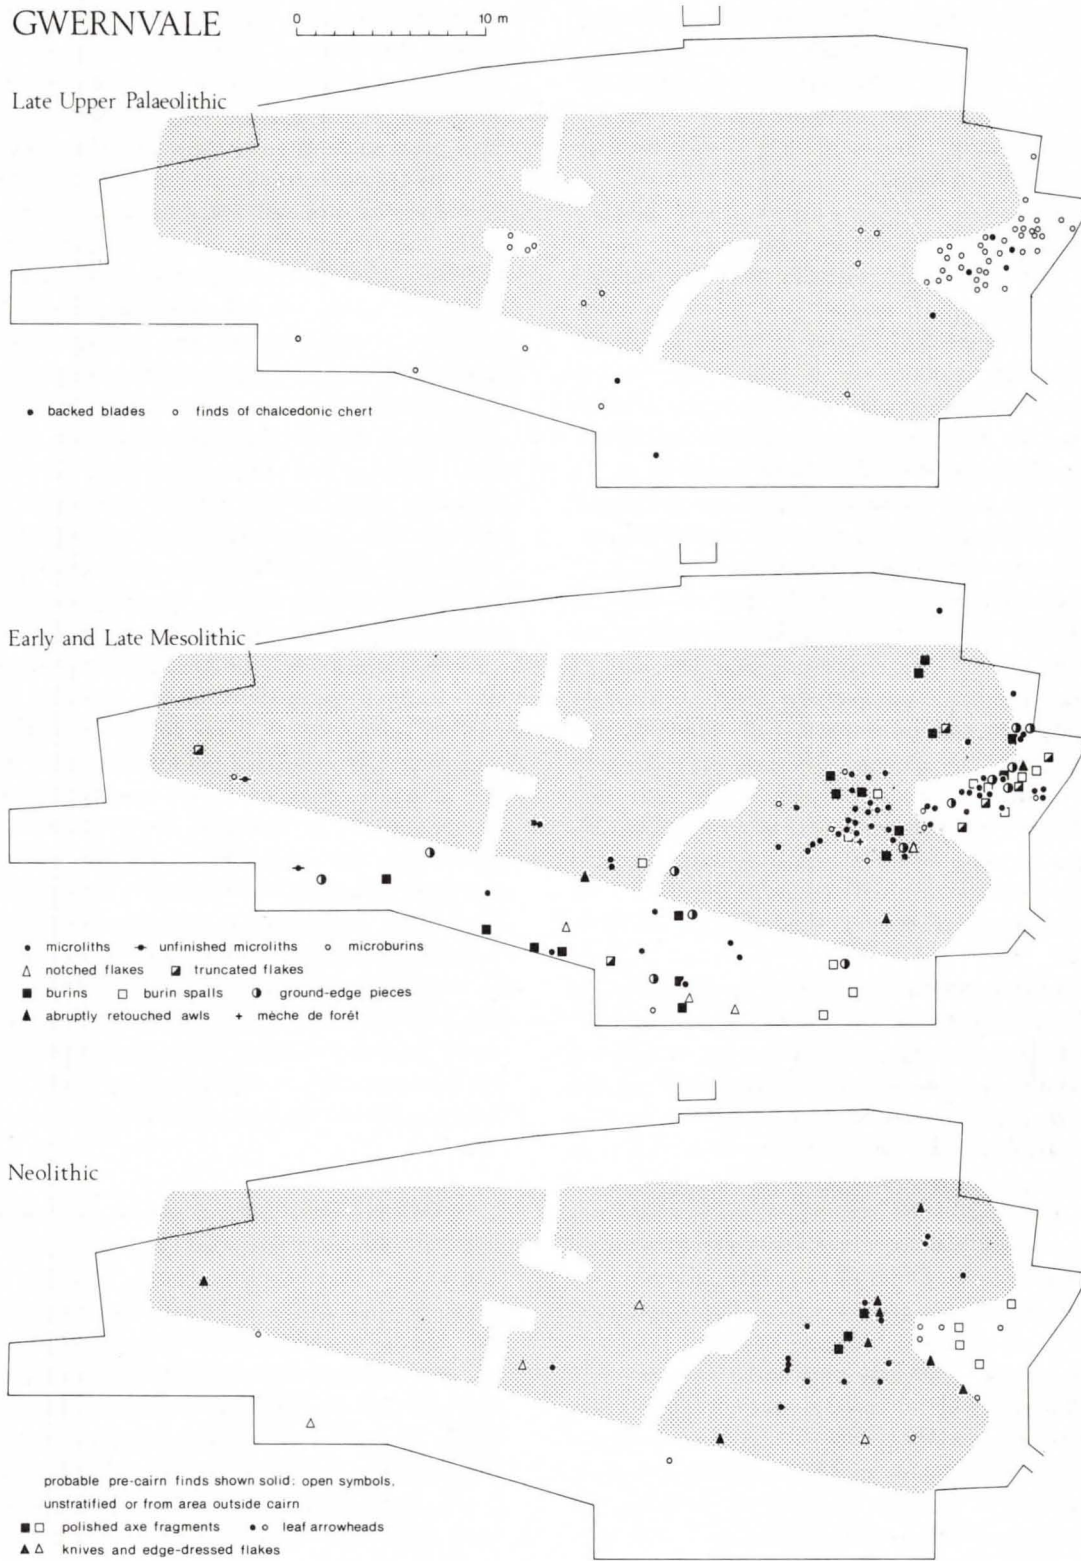 GWERNVALE
0 10 m
Late Upper Palaeolithic
backed blades finds of chalcedonic chert
Early and Late Mesolithic
microliths unfinished microliths microburins
notched flakes truncated flakes
burins burin spalls ground-edge pieces
abruptly retouched awls mèche de forêt
Neolithic
probable pre-cairn finds shown solid: open symbols,
unstratified or from area outside cairn
polished axe fragments leaf arrowheads
knives and edge-dressed flakes